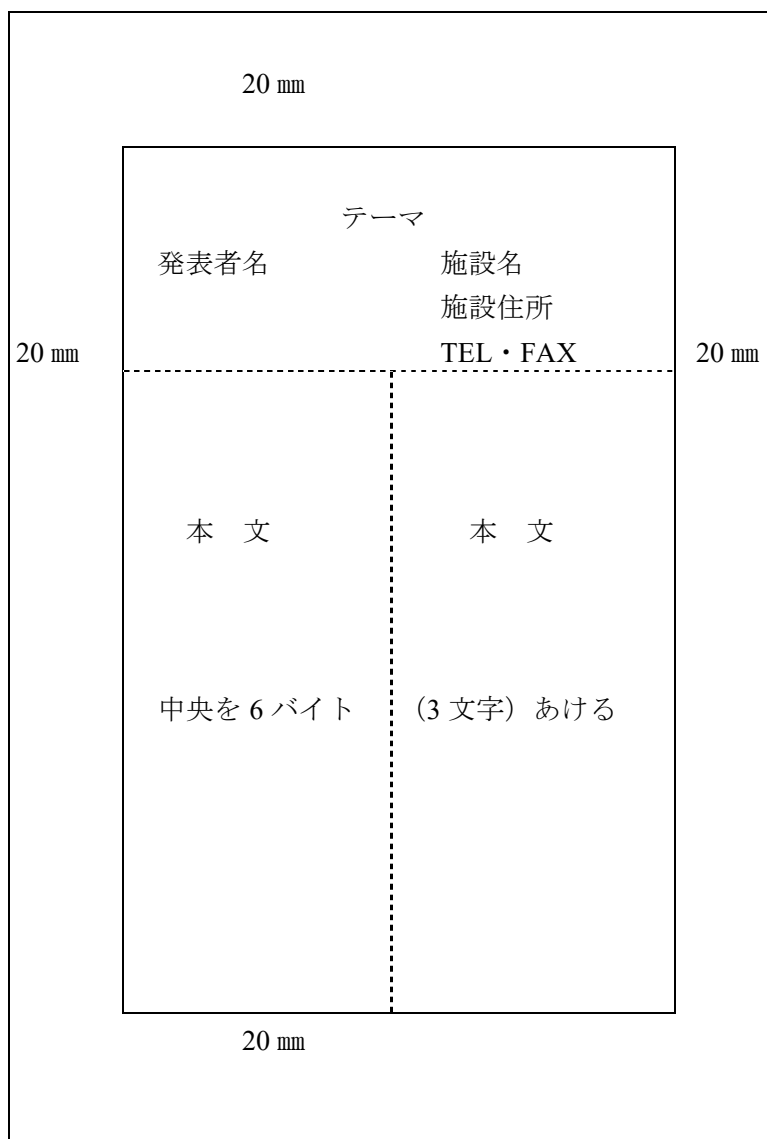 20 ㎜
テーマ
発表者名 施設名
施設住所
20 ㎜ TEL・FAX 20 ㎜
本 文 本 文
中央を 6 バイト (3 文字) あける
20 ㎜